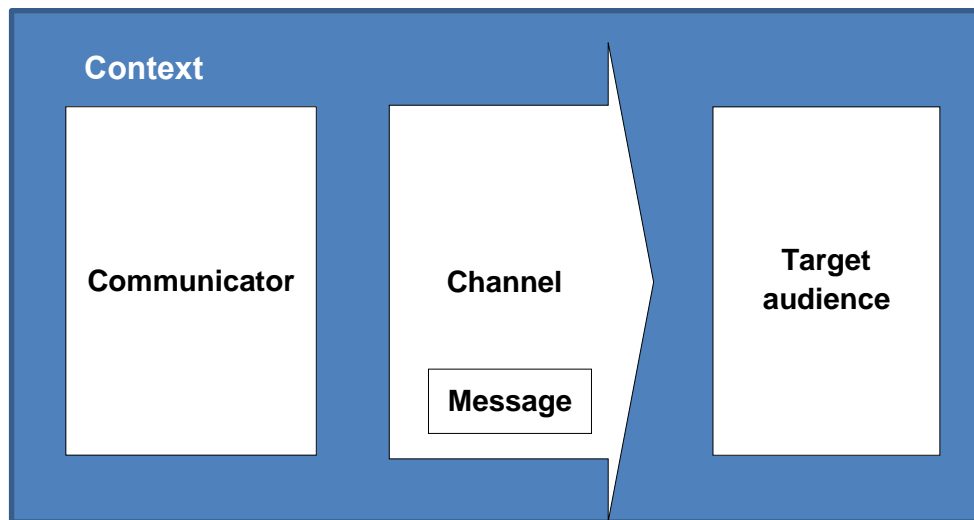 Context
Communicator
Channel
Message
Target
audience